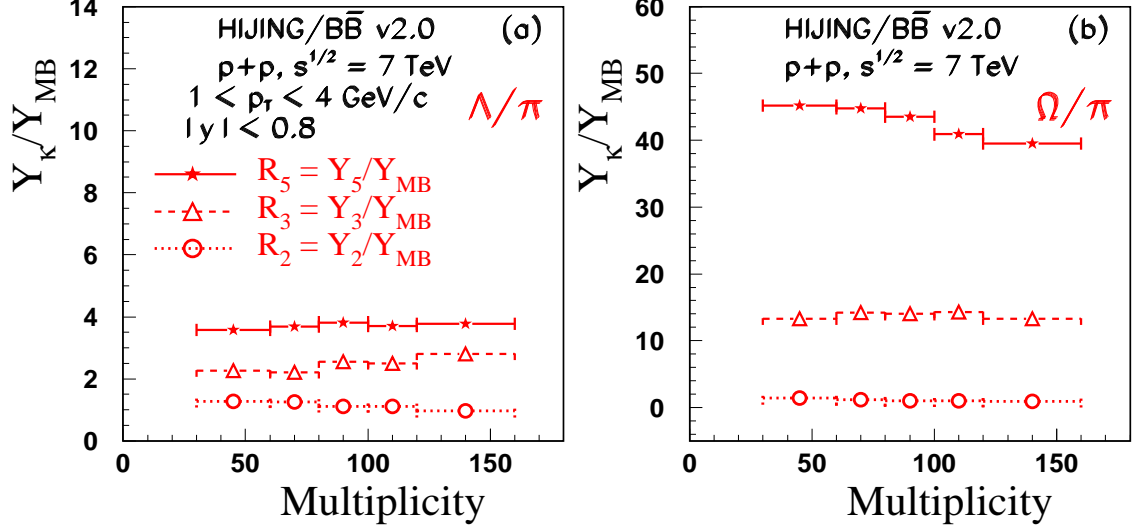 HIJING/BB̅ v2.0 (a)
p+p, s^1/2 = 7 TeV
1 < p_T < 4 GeV/c
|y| < 0.8
Λ/π
R_5 = Y_5/Y_MB
R_3 = Y_3/Y_MB
R_2 = Y_2/Y_MB
Y_κ/Y_MB
14
12
10
8
6
4
2
0
0 50 100 150
Multiplicity
HIJING/BB̅ v2.0 (b)
p+p, s^1/2 = 7 TeV
Ω/π
Y_κ/Y_MB
60
50
40
30
20
10
0
0 50 100 150
Multiplicity